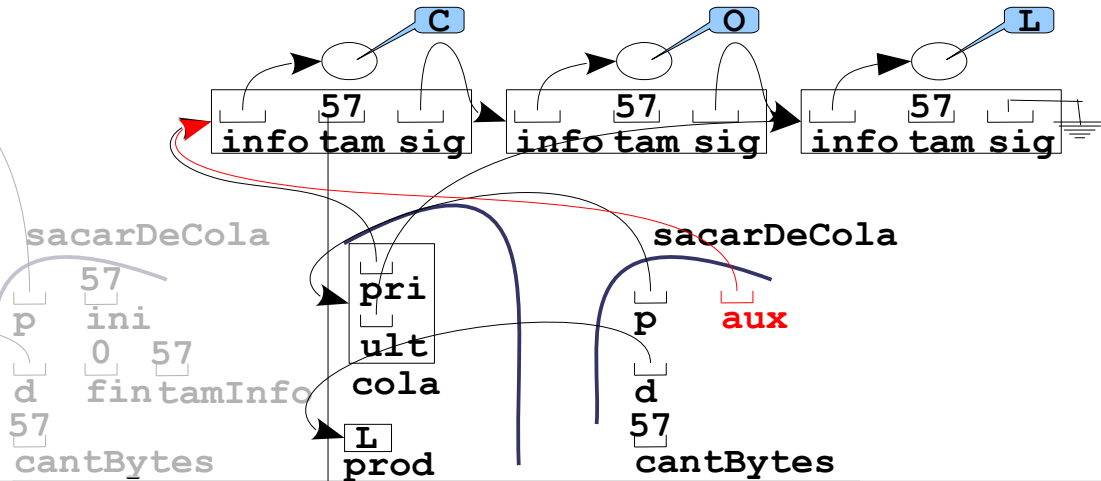 C O L
57 57 57
info tam sig info tam sig info tam sig
sacarDeCola sacarDeCola
57
p ini pri p aux
0 57 ult
d fin tamInfo cola d
57 L 57
cantBytes prod cantBytes